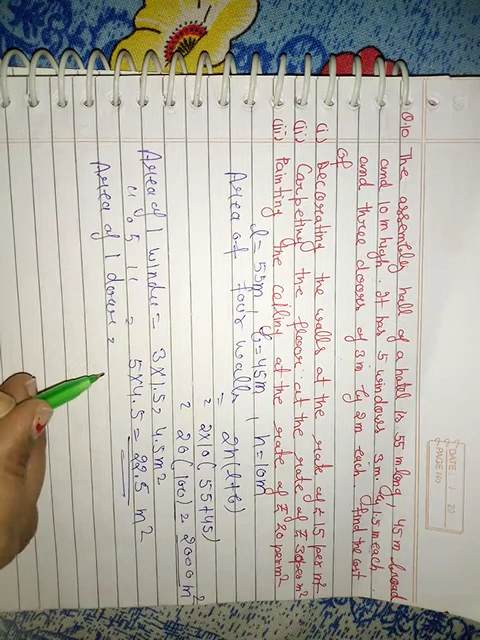 DATE: / 20
PAGE NO
Q.10 The assembly hall of a hotel is 55 m long, 45 m broad
and 10 m high. It has 5 windows 3m by 1.5 m each
and three doors of 3m by 2m each. Find the cost
of
(i) Decorating the walls at the rate of ₹ 15 per m²
(ii) Carpeting the floor at the rate of ₹ 30 per m²
(iii) Painting the ceiling at the rate of ₹ 20 per m²
l = 55m, b = 45m, h = 10m
Area of four walls = 2h(l+b)
= 2×10(55+45)
= 20(100) = 2000 m²
Area of 1 window = 3×1.5 = 4.5 m²
" " 5 " = 5×4.5 = 22.5 m²
Area of 1 door =